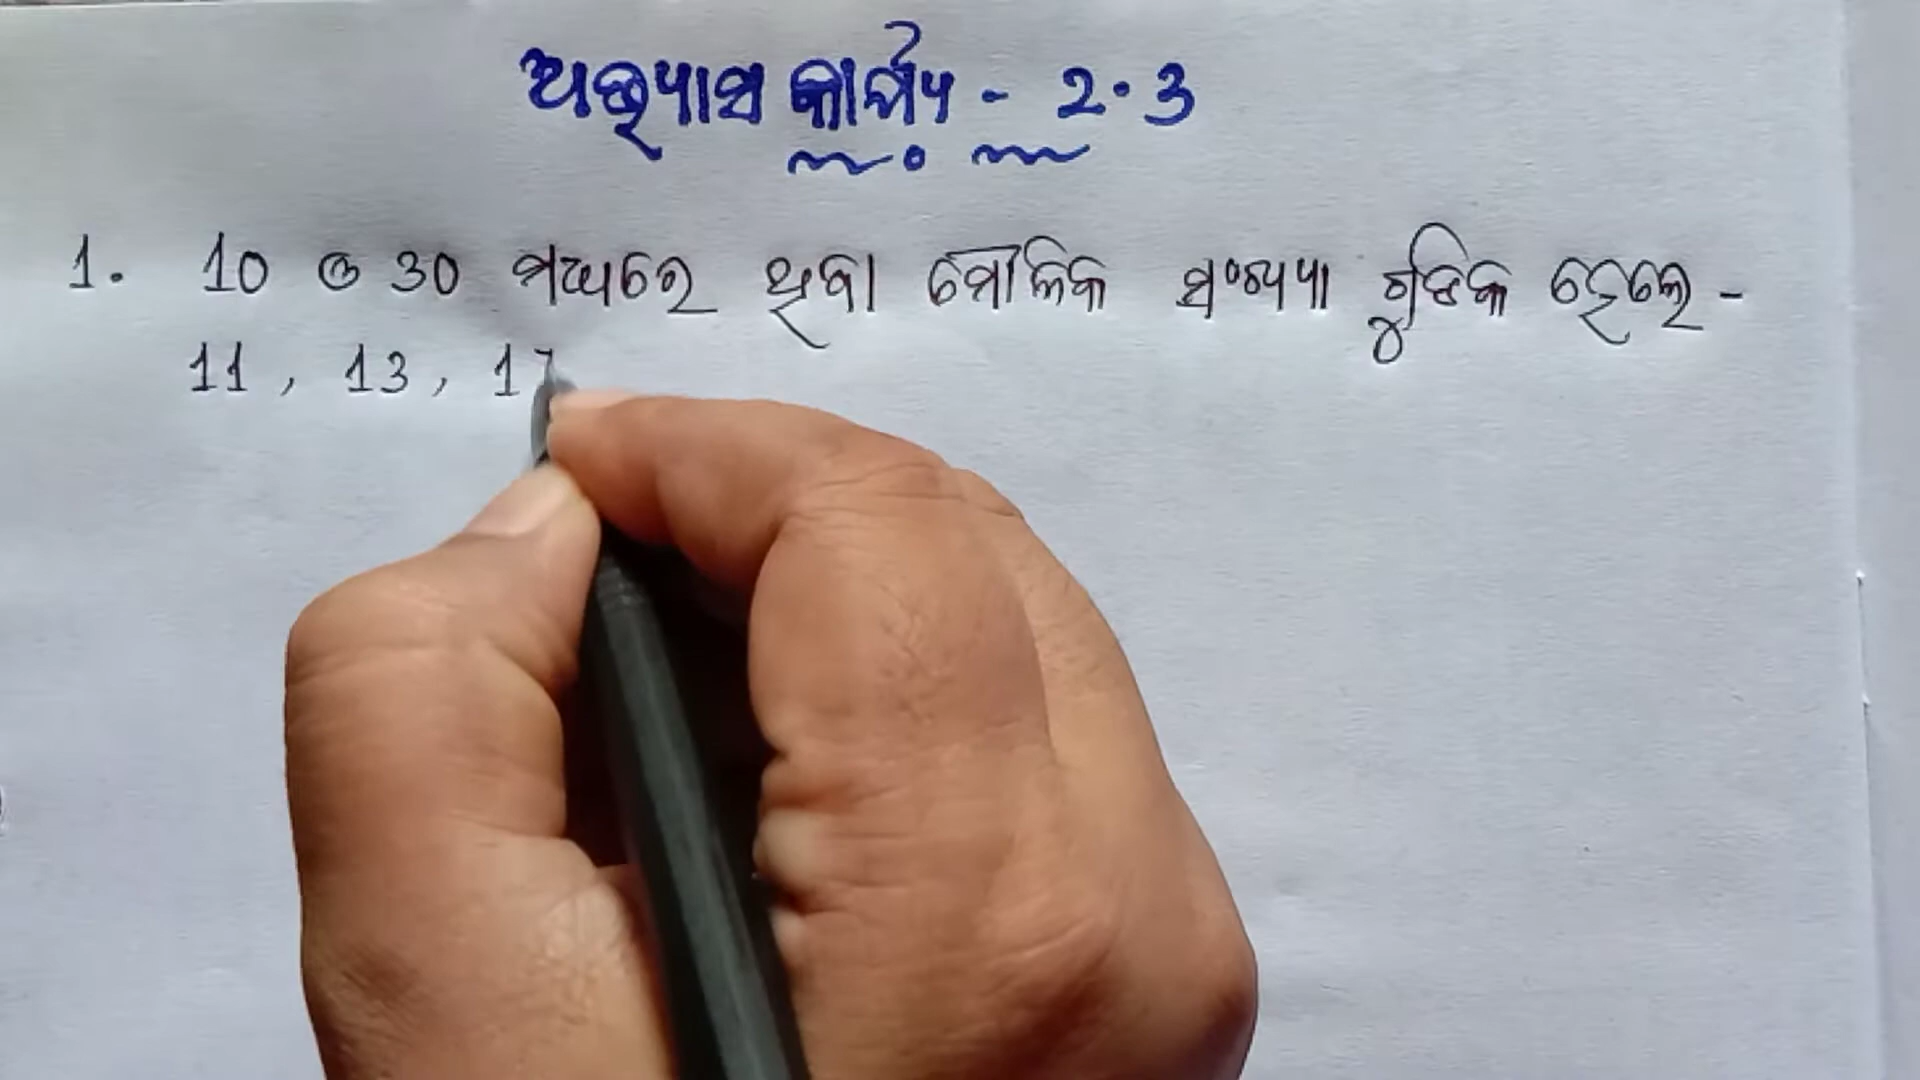 ଅଭ୍ୟାସ କାର୍ଯ୍ୟ - 2.3
1. 10 ଓ 30 ମଧ୍ୟରେ ଥିବା ମୌଳିକ ସଂଖ୍ୟା ଗୁଡିକ ହେଲେ -
11, 13, 17